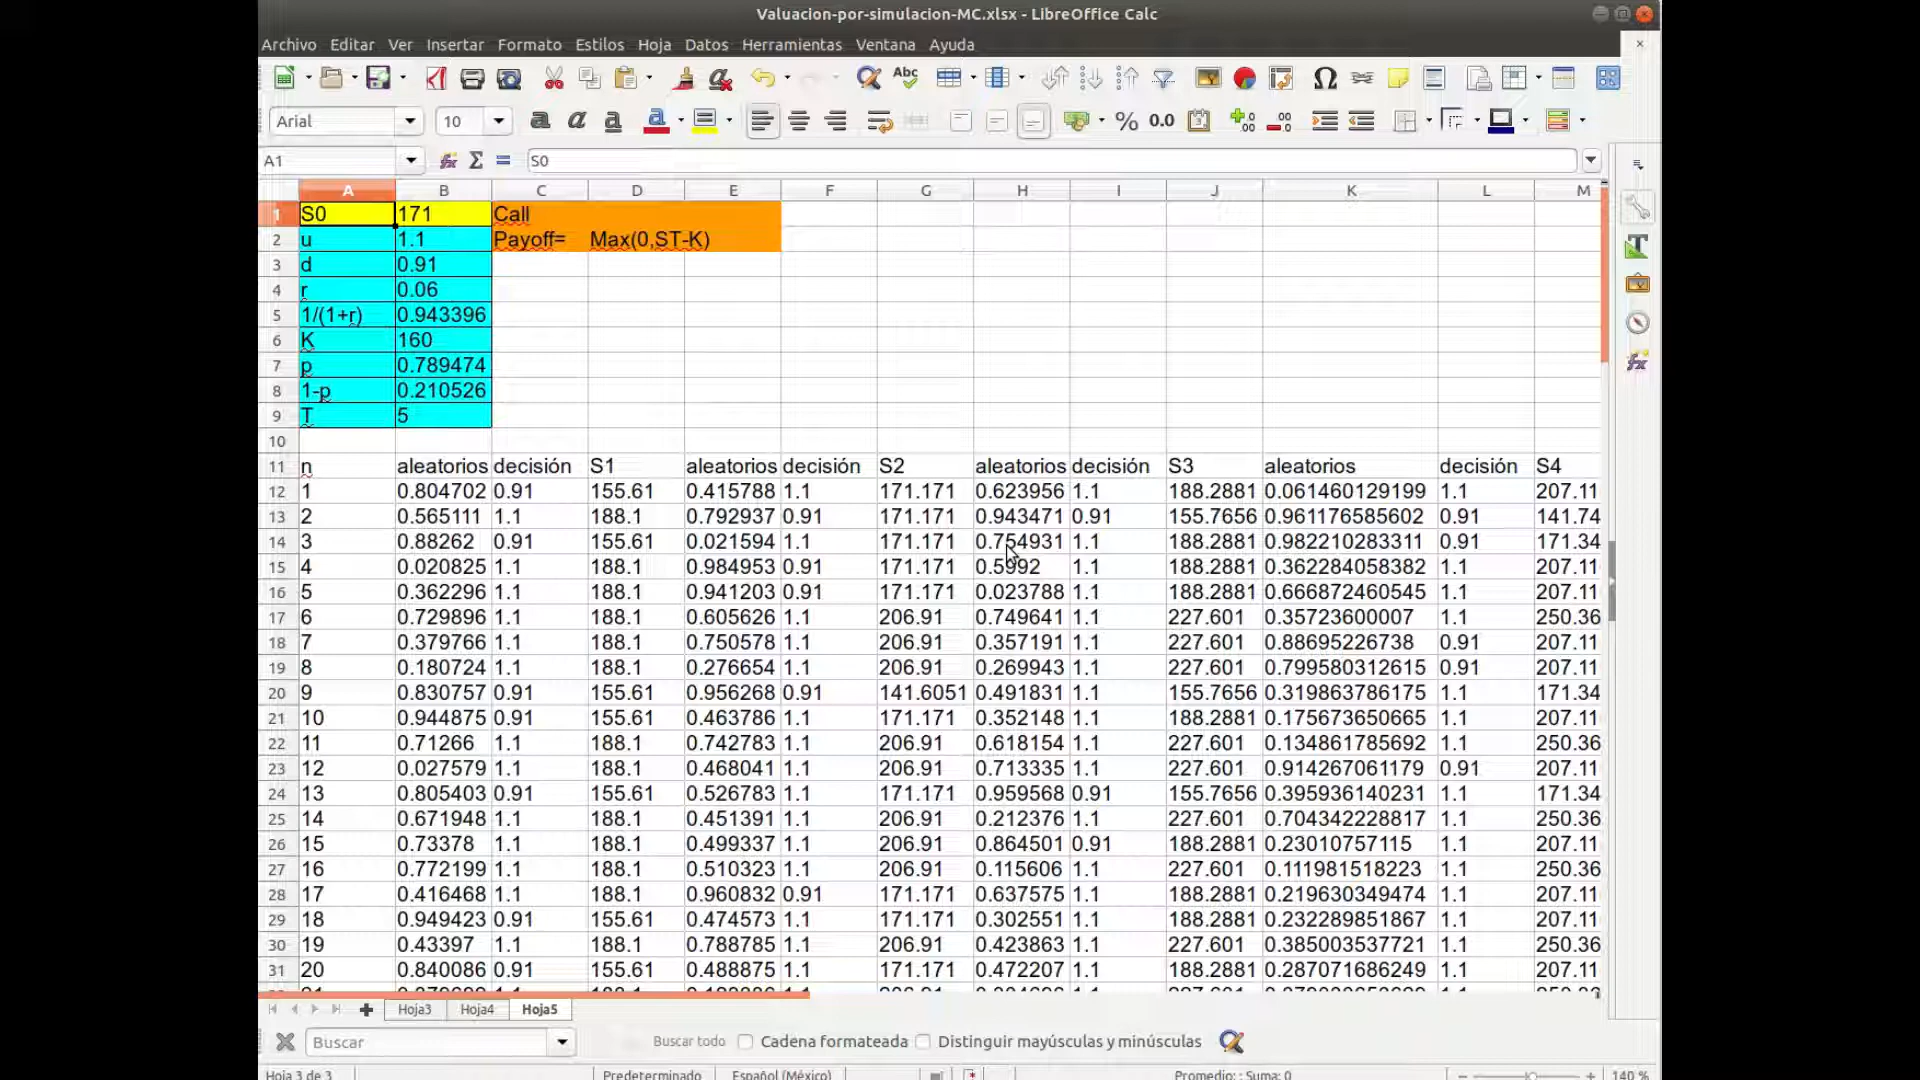 Valuacion-por-simulacion-MC.xlsx - LibreOffice Calc
Archivo Editar Ver Insertar Formato Estilos Hoja Datos Herramientas Ventana Ayuda
Arial 10
A1 S0
A B C D E F G H I J K L M
1 S0 171 Call
2 u 1.1 Payoff= Max(0,ST-K)
3 d 0.91
4 r 0.06
5 1/(1+r) 0.943396
6 K 160
7 p 0.789474
8 1-p 0.210526
9 T 5
10
11 n aleatorios decisión S1 aleatorios decisión S2 aleatorios decisión S3 aleatorios decisión S4
12 1 0.804702 0.91 155.61 0.415788 1.1 171.171 0.623956 1.1 188.2881 0.061460129199 1.1 207.11
13 2 0.565111 1.1 188.1 0.792937 0.91 171.171 0.943471 0.91 155.7656 0.961176585602 0.91 141.74
14 3 0.88262 0.91 155.61 0.021594 1.1 171.171 0.754931 1.1 188.2881 0.982210283311 0.91 171.34
15 4 0.020825 1.1 188.1 0.984953 0.91 171.171 0.5992 1.1 188.2881 0.362284058382 1.1 207.11
16 5 0.362296 1.1 188.1 0.941203 0.91 171.171 0.023788 1.1 188.2881 0.666872460545 1.1 207.11
17 6 0.729896 1.1 188.1 0.605626 1.1 206.91 0.749641 1.1 227.601 0.35723600007 1.1 250.36
18 7 0.379766 1.1 188.1 0.750578 1.1 206.91 0.357191 1.1 227.601 0.88695226738 0.91 207.11
19 8 0.180724 1.1 188.1 0.276654 1.1 206.91 0.269943 1.1 227.601 0.799580312615 0.91 207.11
20 9 0.830757 0.91 155.61 0.956268 0.91 141.6051 0.491831 1.1 155.7656 0.319863786175 1.1 171.34
21 10 0.944875 0.91 155.61 0.463786 1.1 171.171 0.352148 1.1 188.2881 0.175673650665 1.1 207.11
22 11 0.71266 1.1 188.1 0.742783 1.1 206.91 0.618154 1.1 227.601 0.134861785692 1.1 250.36
23 12 0.027579 1.1 188.1 0.468041 1.1 206.91 0.713335 1.1 227.601 0.914267061179 0.91 207.11
24 13 0.805403 0.91 155.61 0.526783 1.1 171.171 0.959568 0.91 155.7656 0.395936140231 1.1 171.34
25 14 0.671948 1.1 188.1 0.451391 1.1 206.91 0.212376 1.1 227.601 0.704342228817 1.1 250.36
26 15 0.73378 1.1 188.1 0.499337 1.1 206.91 0.864501 0.91 188.2881 0.23010757115 1.1 207.11
27 16 0.772199 1.1 188.1 0.510323 1.1 206.91 0.115606 1.1 227.601 0.111981518223 1.1 250.36
28 17 0.416468 1.1 188.1 0.960832 0.91 171.171 0.637575 1.1 188.2881 0.219630349474 1.1 207.11
29 18 0.949423 0.91 155.61 0.474573 1.1 171.171 0.302551 1.1 188.2881 0.232289851867 1.1 207.11
30 19 0.43397 1.1 188.1 0.788785 1.1 206.91 0.423863 1.1 227.601 0.385003537721 1.1 250.36
31 20 0.840086 0.91 155.61 0.488875 1.1 171.171 0.472207 1.1 188.2881 0.287071686249 1.1 207.11
Hoja3 Hoja4 Hoja5
Buscar Buscar todo Cadena formateada Distinguir mayúsculas y minúsculas
Hoja 3 de 3 Predeterminado Español (México) Promedio: ; Suma: 0 140 %